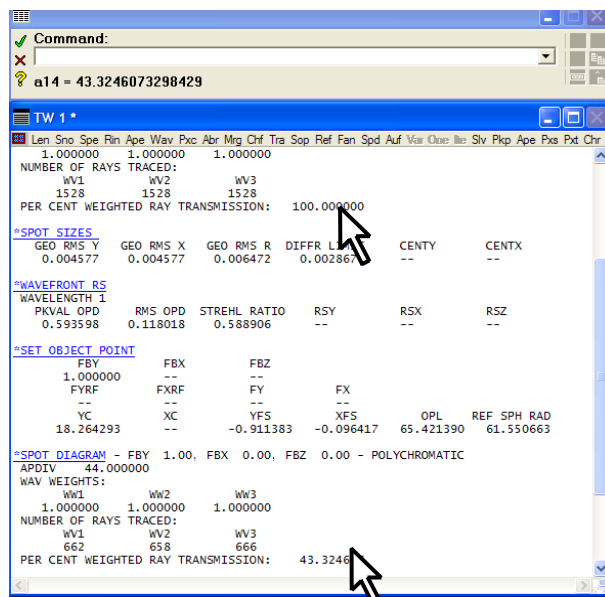 Command:
a14 = 43.3246073298429
TW 1 *
Len Sno Spe Rin Ape Wav Pxc Abr Mrg Chf Tra Sop Ref Fan Spd Auf Var Ope Slv Pkp Ape Pxs Pxt Chr
1.000000 1.000000 1.000000
NUMBER OF RAYS TRACED:
WV1 WV2 WV3
1528 1528 1528
PER CENT WEIGHTED RAY TRANSMISSION: 100.000000
*SPOT SIZES
GEO RMS Y GEO RMS X GEO RMS R DIFFR CENTY CENTX
0.004577 0.004577 0.006472 0.002867 -- --
*WAVEFRONT RS
WAVELENGTH 1
PKVAL OPD RMS OPD STREHL RATIO RSY RSX RSZ
0.593598 0.118018 0.588906 -- -- --
*SET OBJECT POINT
FBY FBX FBZ
1.000000 -- --
FYRF FXRF FY FX
-- -- -- --
YC XC YFS XFS OPL REF SPH RAD
18.264293 -- -0.911383 -0.096417 65.421390 61.550663
*SPOT DIAGRAM - FBY 1.00, FBX 0.00, FBZ 0.00 - POLYCHROMATIC
APDIV 44.000000
WAV WEIGHTS:
WW1 WW2 WW3
1.000000 1.000000 1.000000
NUMBER OF RAYS TRACED:
WV1 WV2 WV3
662 658 666
PER CENT WEIGHTED RAY TRANSMISSION: